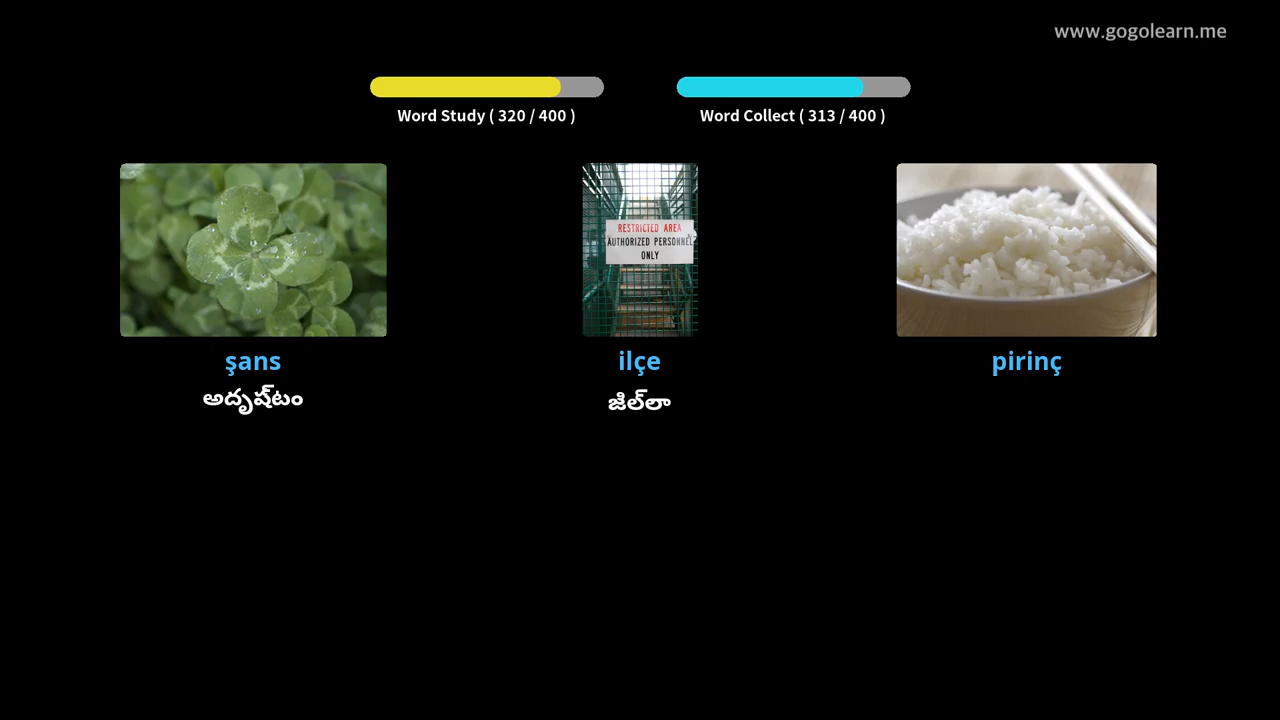 www.gogolearn.me
Word Study ( 320 / 400 )
Word Collect ( 313 / 400 )
RESTRICTED AREA
AUTHORIZED PERSONNEL
ONLY
şans
ilçe
pirinç
అదృష్‌టం
జిల్‌లా